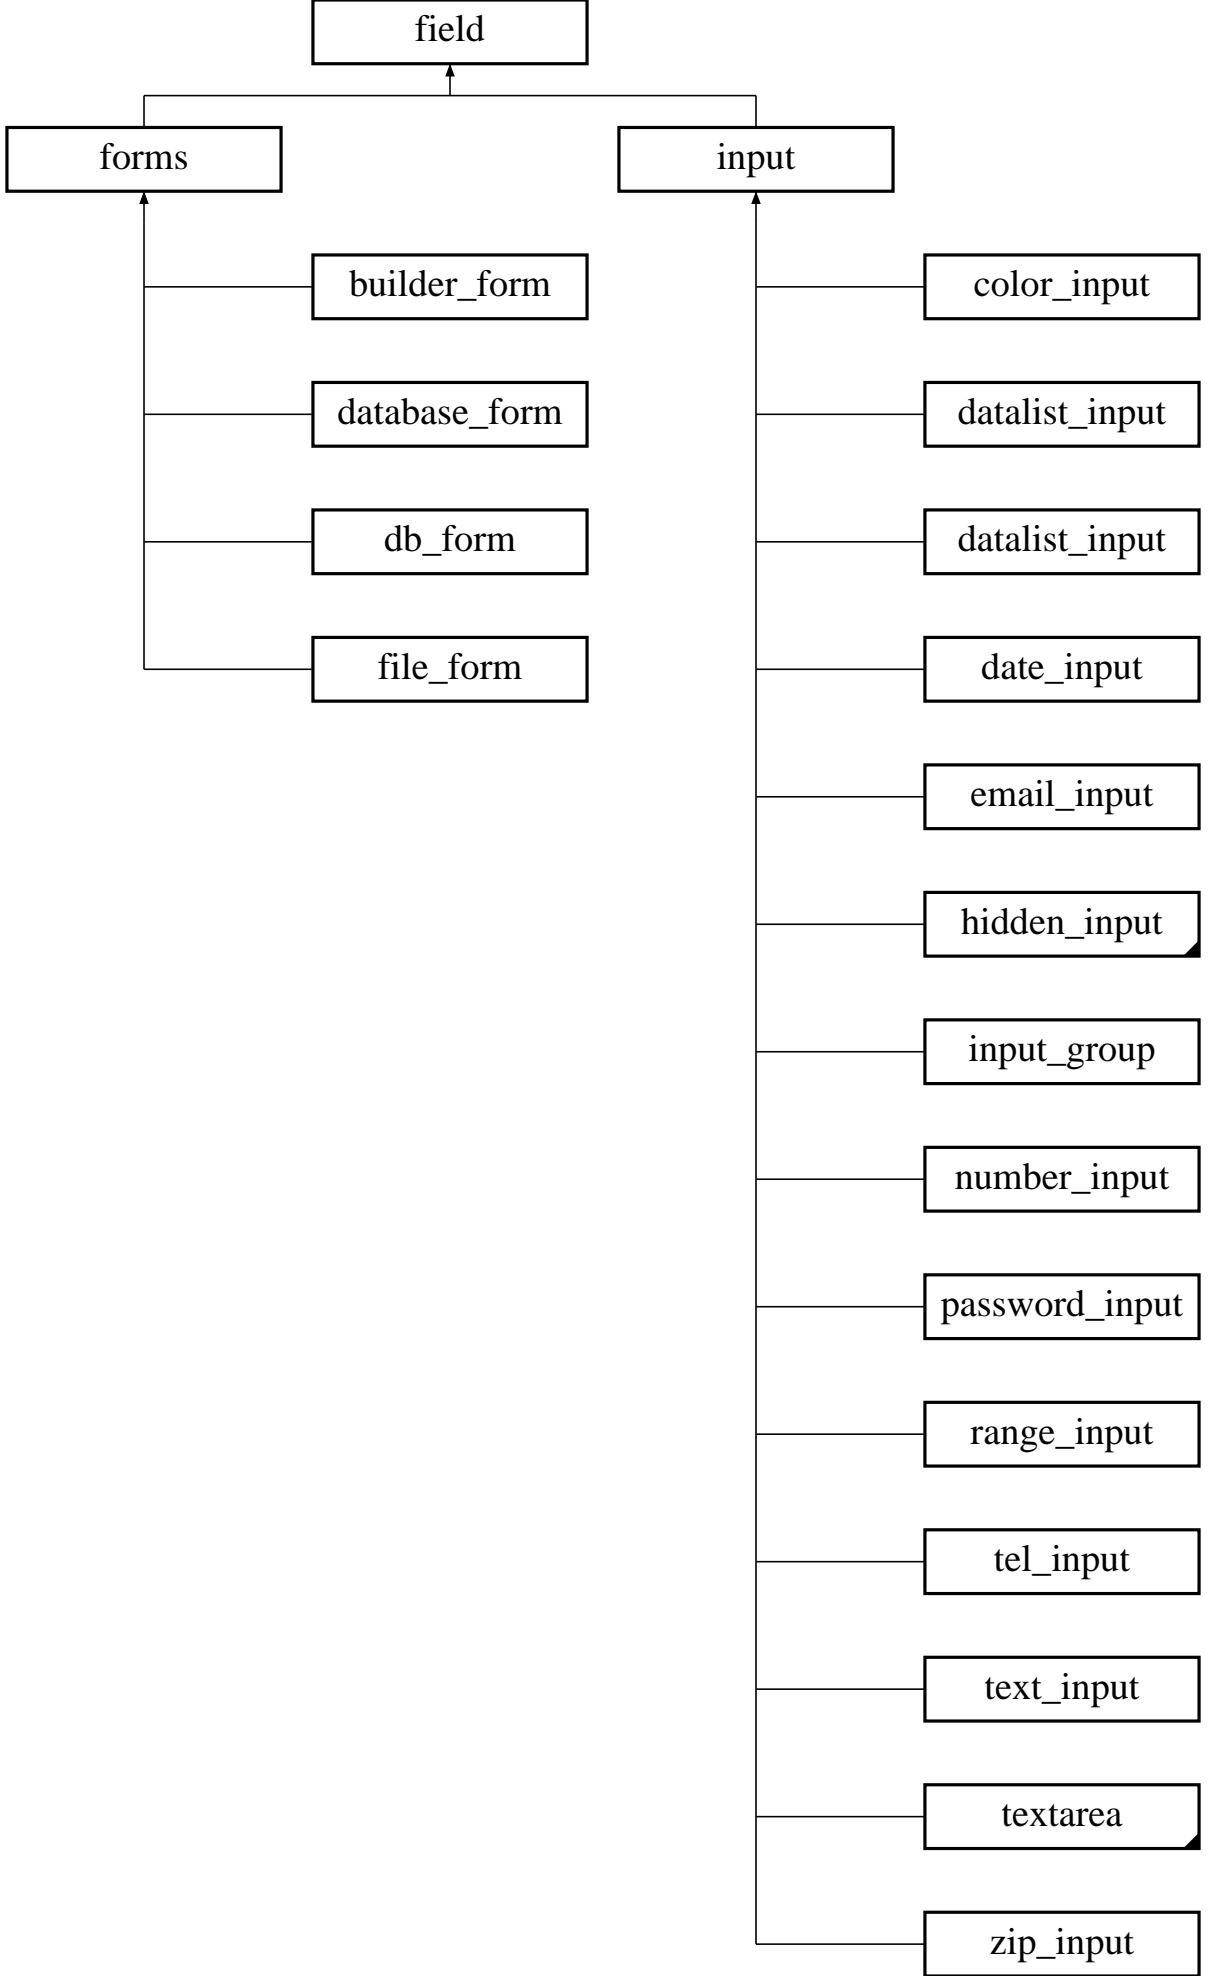 field
forms
input
builder_form
color_input
database_form
datalist_input
db_form
datalist_input
file_form
date_input
email_input
hidden_input
input_group
number_input
password_input
range_input
tel_input
text_input
textarea
zip_input